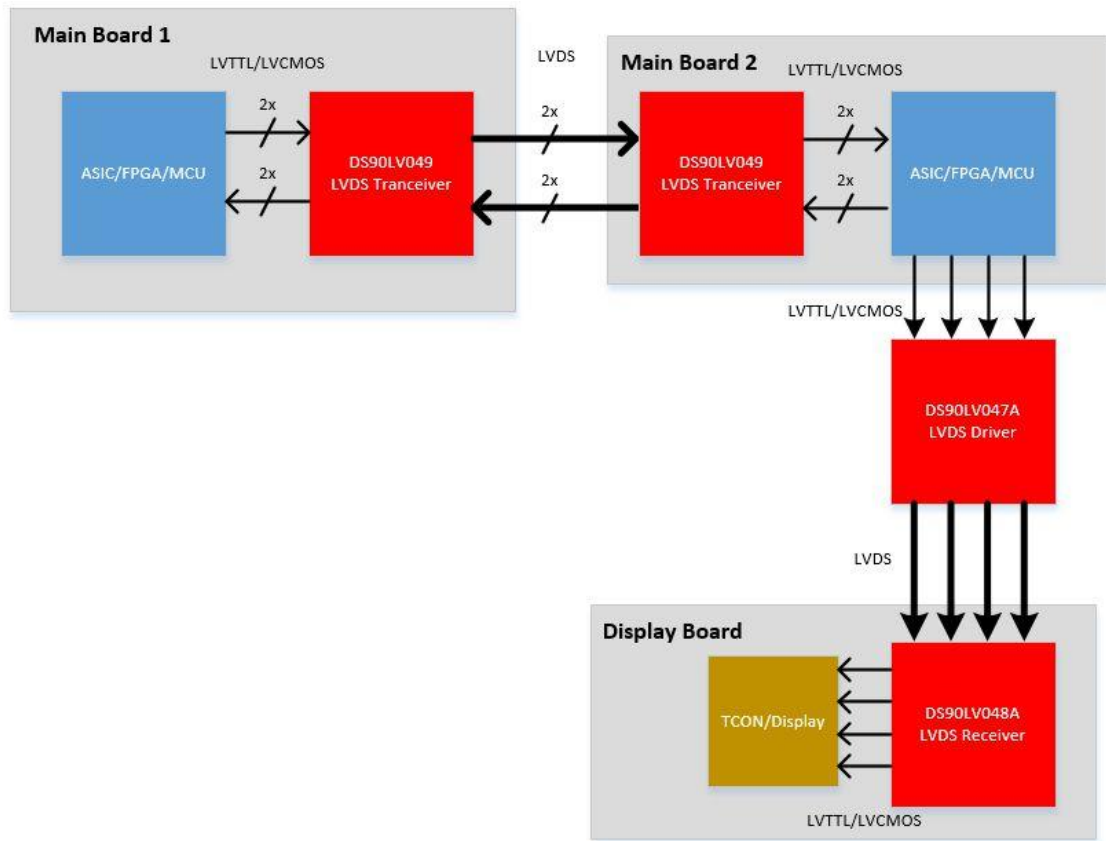 Main Board 1
LVTTL/LVCMOS
2x
2x
ASIC/FPGA/MCU
DS90LV049
LVDS Tranceiver
LVDS
2x
2x
Main Board 2
LVTTL/LVCMOS
DS90LV049
LVDS Tranceiver
2x
2x
ASIC/FPGA/MCU
LVTTL/LVCMOS
DS90LV047A
LVDS Driver
LVDS
Display Board
TCON/Display
DS90LV048A
LVDS Receiver
LVTTL/LVCMOS